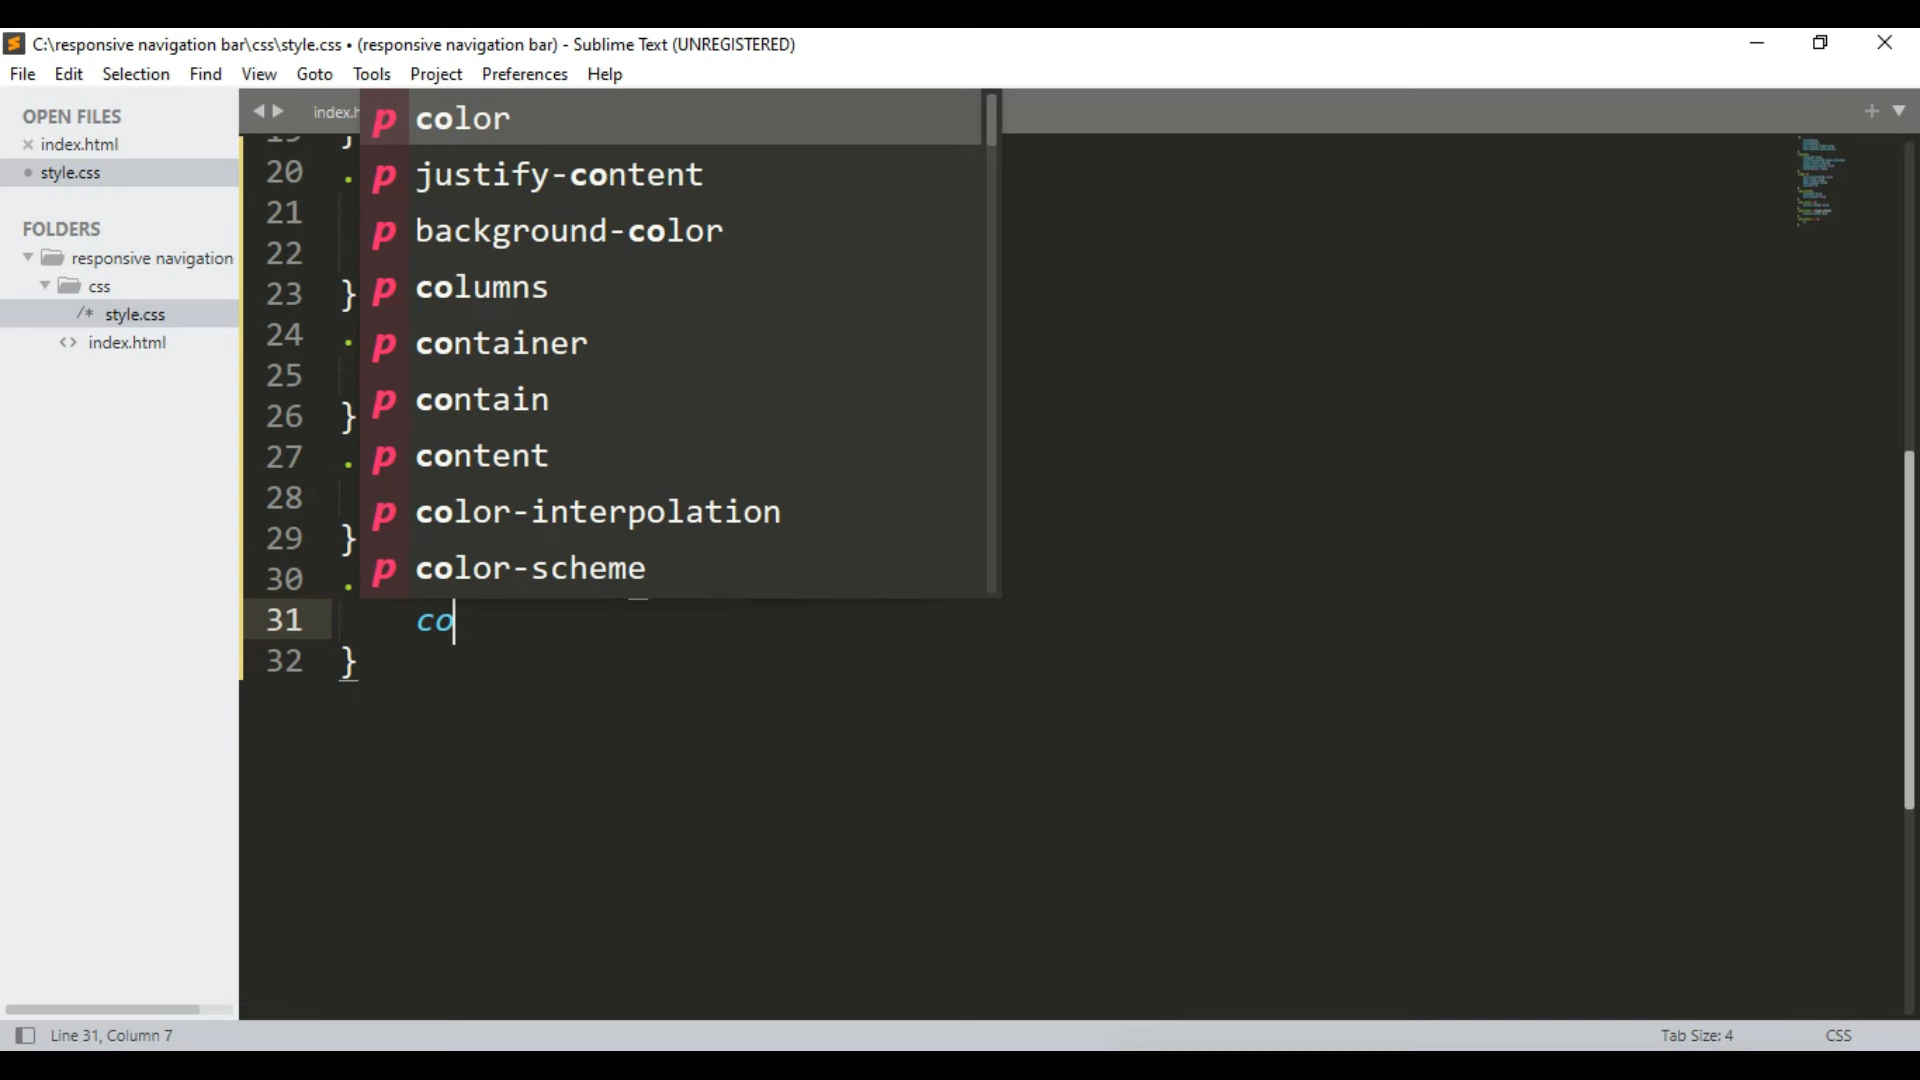 C:\responsive navigation bar\css\style.css • (responsive navigation bar) - Sublime Text (UNREGISTERED)
File Edit Selection Find View Goto Tools Project Preferences Help
OPEN FILES
index.html
style.css
FOLDERS
responsive navigation
css
/* style.css
<> index.html
index.h
p color
p justify-content
p background-color
p columns
p container
p contain
p content
p color-interpolation
p color-scheme
19 }
20 .
21
22
23 }
24 .
25
26 }
27 .
28
29 }
30 .
31 co
32 }
Line 31, Column 7
Tab Size: 4
CSS